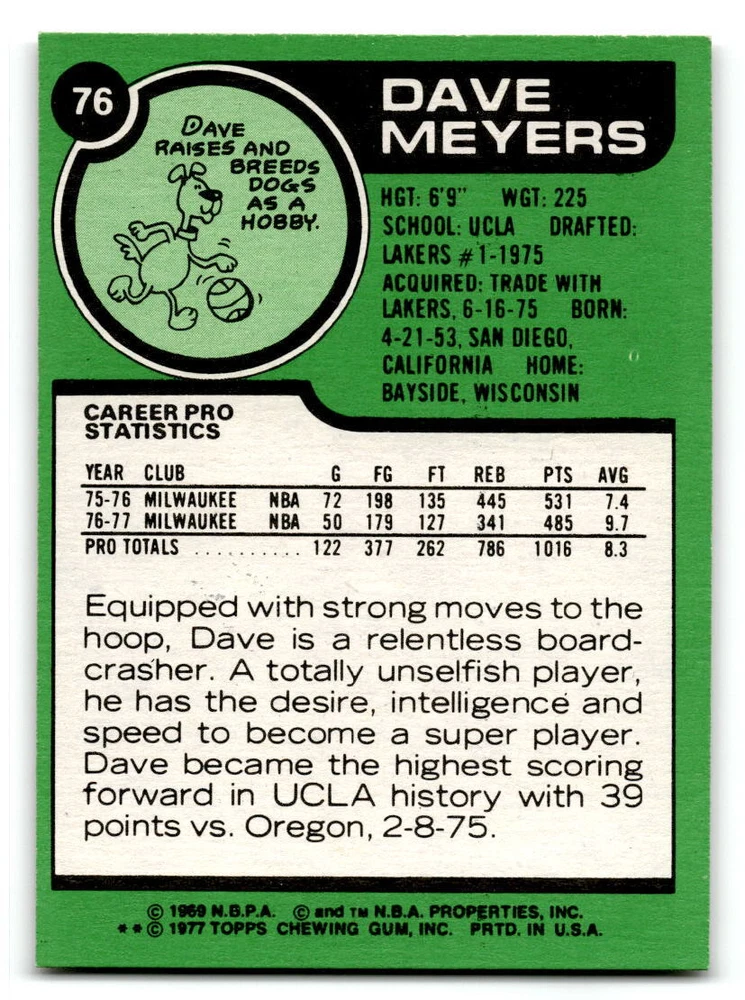 76
DAVE
RAISES AND
BREEDS
DOGS
AS A
HOBBY.
DAVE
MEYERS
HGT: 6'9" WGT: 225
SCHOOL: UCLA DRAFTED:
LAKERS #1-1975
ACQUIRED: TRADE WITH
LAKERS, 6-16-75 BORN:
4-21-53, SAN DIEGO,
CALIFORNIA HOME:
BAYSIDE, WISCONSIN
CAREER PRO
STATISTICS
YEAR CLUB G FG FT REB PTS AVG
75-76 MILWAUKEE NBA 72 198 135 445 531 7.4
76-77 MILWAUKEE NBA 50 179 127 341 485 9.7
PRO TOTALS .......... 122 377 262 786 1016 8.3
Equipped with strong moves to the
hoop, Dave is a relentless board-
crasher. A totally unselfish player,
he has the desire, intelligence and
speed to become a super player.
Dave became the highest scoring
forward in UCLA history with 39
points vs. Oregon, 2-8-75.
© 1969 N.B.P.A. © and TM N.B.A. PROPERTIES, INC.
**© 1977 TOPPS CHEWING GUM, INC. PRTD. IN U.S.A.